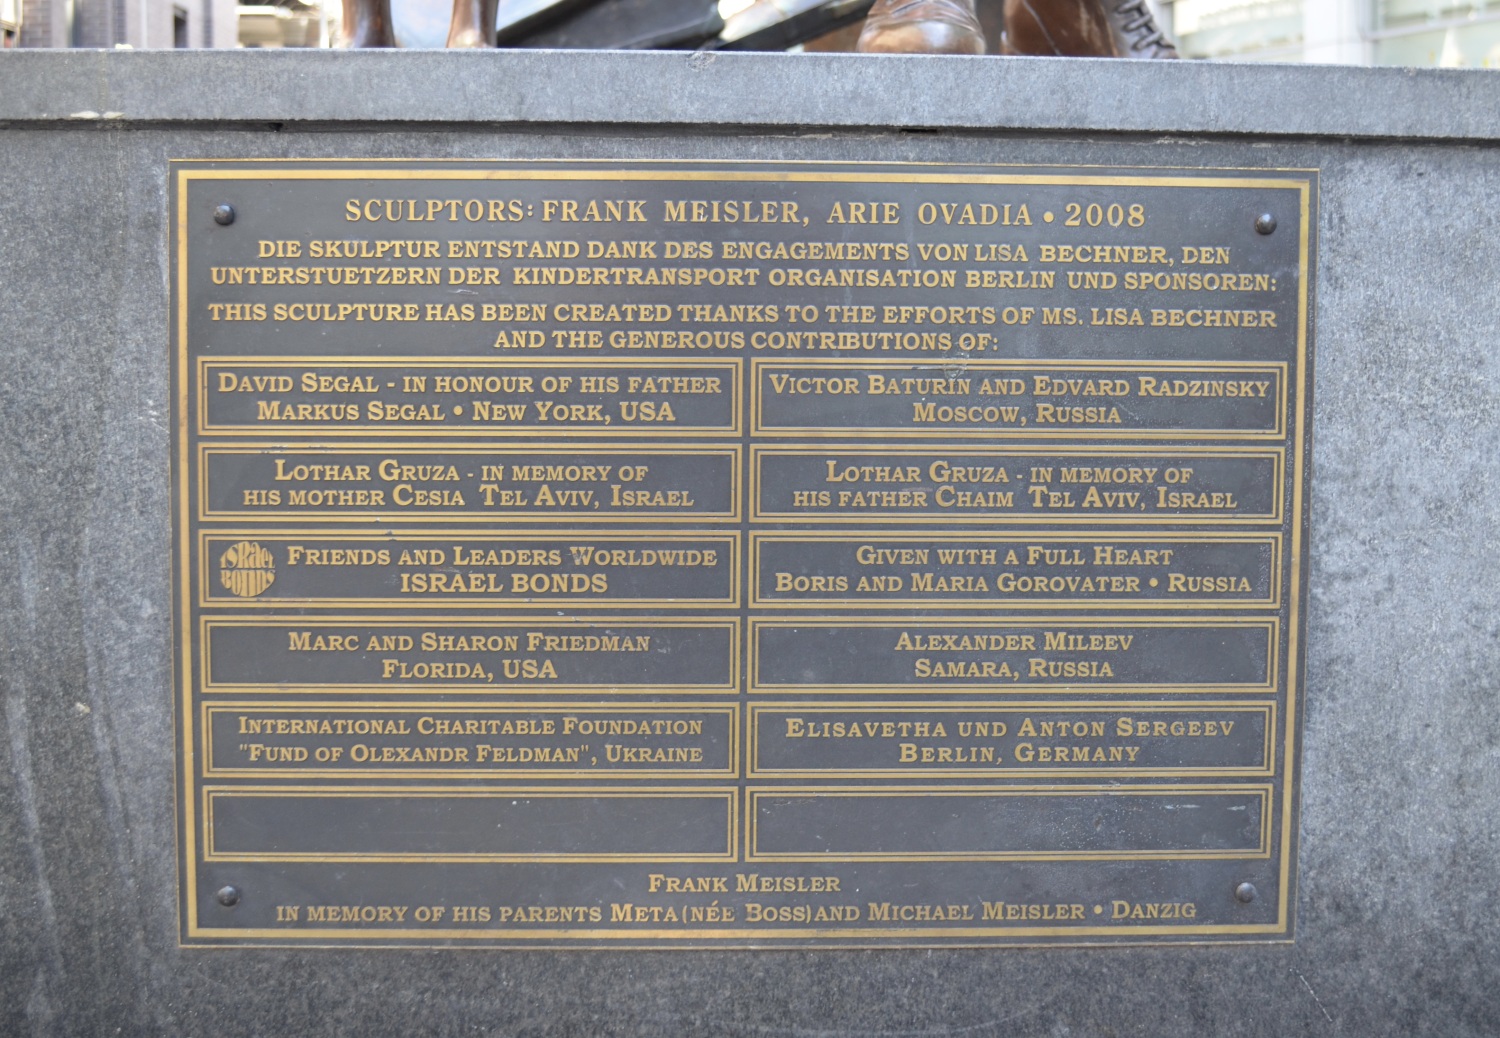 SCULPTORS: FRANK MEISLER, ARIE OVADIA • 2008
DIE SKULPTUR ENTSTAND DANK DES ENGAGEMENTS VON LISA BECHNER, DEN
UNTERSTUETZERN DER KINDERTRANSPORT ORGANISATION BERLIN UND SPONSOREN:
THIS SCULPTURE HAS BEEN CREATED THANKS TO THE EFFORTS OF MS. LISA BECHNER
AND THE GENEROUS CONTRIBUTIONS OF:
DAVID SEGAL - IN HONOUR OF HIS FATHER
MARKUS SEGAL • NEW YORK, USA
VICTOR BATURIN AND EDVARD RADZINSKY
MOSCOW, RUSSIA
LOTHAR GRUZA - IN MEMORY OF
HIS MOTHER CESIA TEL AVIV, ISRAEL
LOTHAR GRUZA - IN MEMORY OF
HIS FATHER CHAIM TEL AVIV, ISRAEL
ISRAEL
BONDS
FRIENDS AND LEADERS WORLDWIDE
ISRAEL BONDS
GIVEN WITH A FULL HEART
BORIS AND MARIA GOROVATER • RUSSIA
MARC AND SHARON FRIEDMAN
FLORIDA, USA
ALEXANDER MILEEV
SAMARA, RUSSIA
INTERNATIONAL CHARITABLE FOUNDATION
"FUND OF OLEXANDR FELDMAN", UKRAINE
ELISAVETHA UND ANTON SERGEEV
BERLIN, GERMANY
FRANK MEISLER
IN MEMORY OF HIS PARENTS META (NÉE BOSS) AND MICHAEL MEISLER • DANZIG